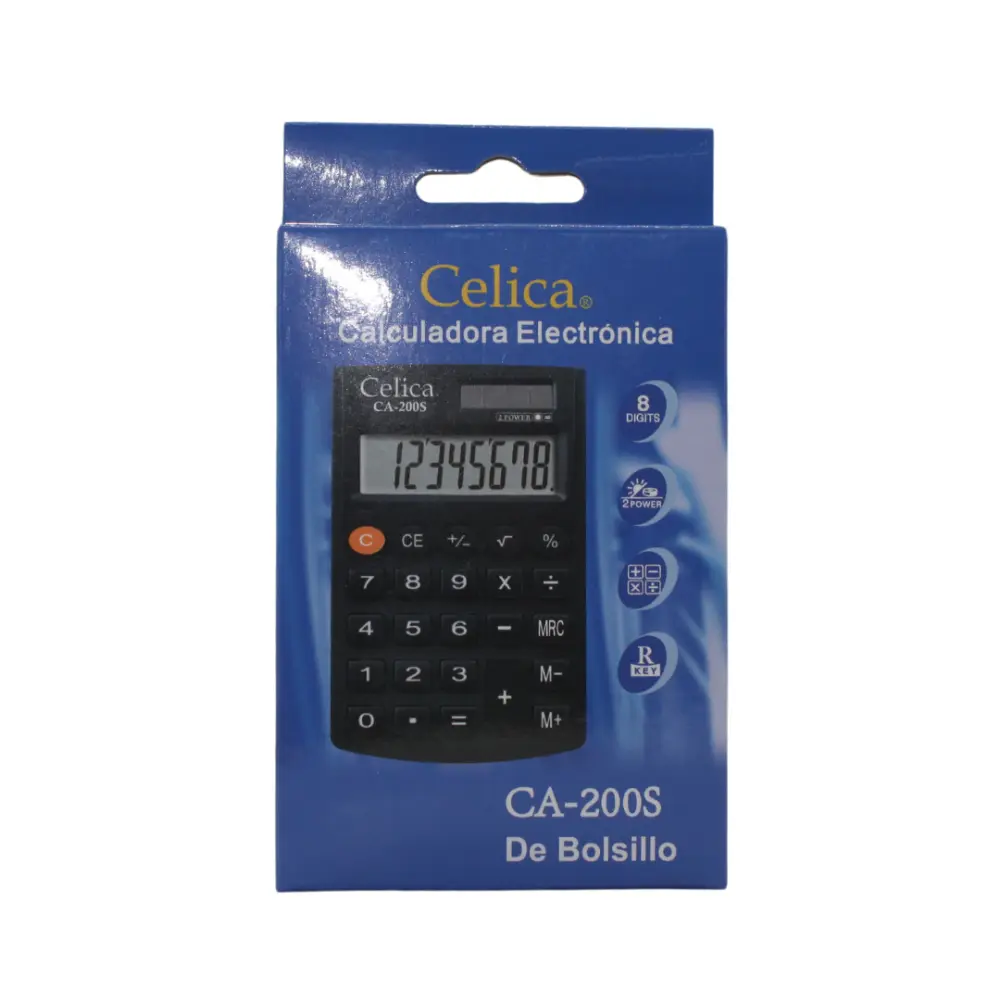 Celica®
Calculadora Electrónica
Celica
CA-200S
2 POWER
12345678.
8
DIGITS
2 POWER
+ −
× ÷
R
KEY
C CE +/− √ %
7 8 9 X ÷
4 5 6 − MRC
1 2 3 + M−
0 . = M+
CA-200S
De Bolsillo